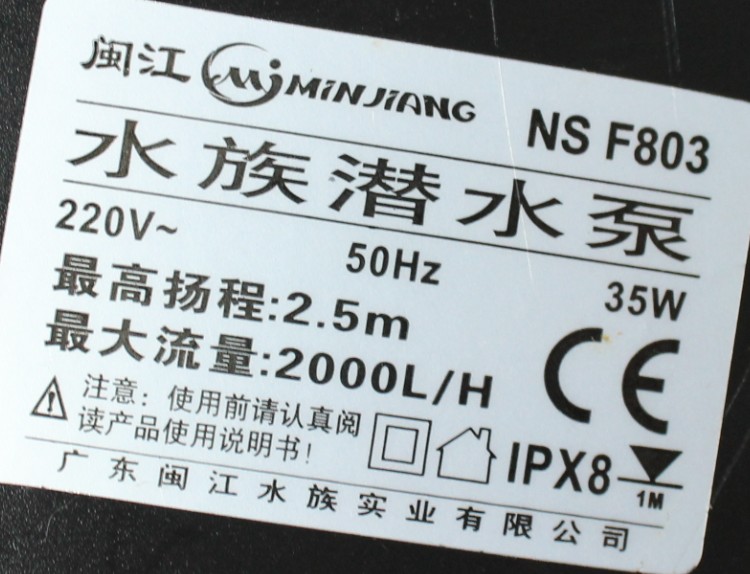 闽江 MINJIANG NS F803
水族潜水泵
220V~ 50Hz 35W
最高扬程:2.5m
最大流量:2000L/H
CE
注意：使用前请认真阅
读产品使用说明书！
IPX8 1M
广东闽江水族实业有限公司